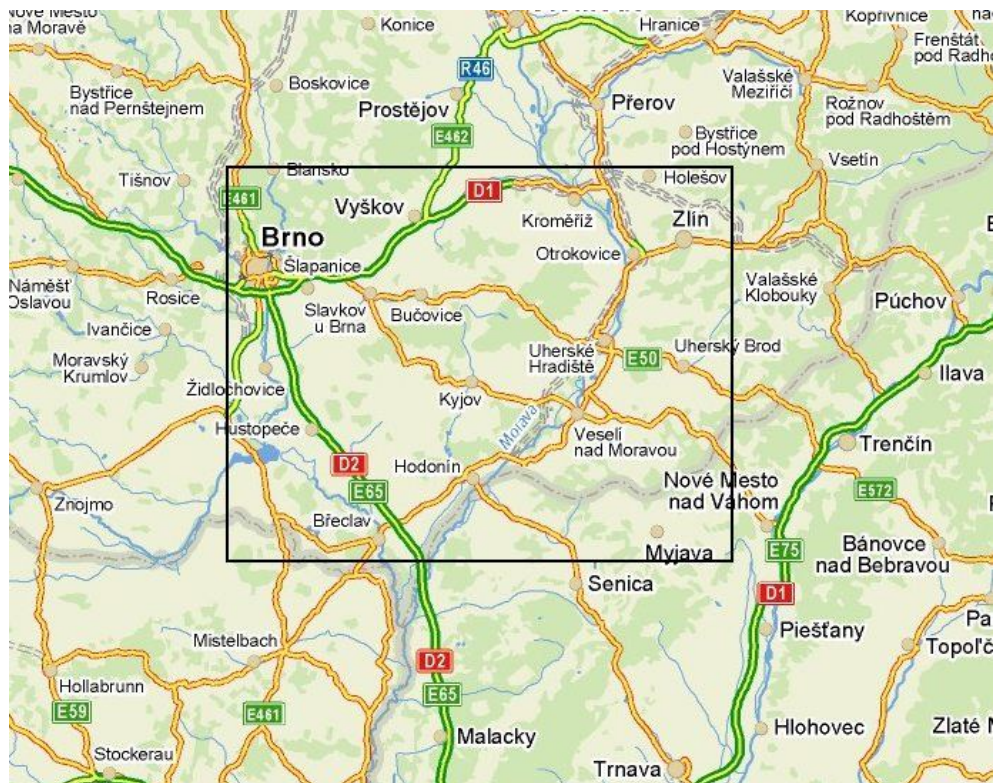 Nové Město
na Moravě
Konice
Hranice
Kopřivnice
Frenštát
pod Radh
R46
Bystřice
nad Pernštejnem
Boskovice
Prostějov
Přerov
Valašské
Meziříčí
Rožnov
pod Radhoštěm
E462
Bystřice
pod Hostýnem
Vsetín
Tišnov
Blansko
Holešov
E461
D1
Vyškov
Kroměříž
Zlín
Brno
Otrokovice
Šlapanice
Náměšť
Oslavou
Rosice
Slavkov
u Brna
Bučovice
Valašské
Klobouky
Púchov
Ivančice
Uherské
Hradiště
E50
Uherský Brod
Moravský
Krumlov
Židlochovice
Kyjov
Ilava
Morava
Hustopeče
Veselí
nad Moravou
Trenčín
D2
Hodonín
Nové Mesto
nad Váhom
E65
E572
Znojmo
Břeclav
Myjava
E75
Bánovce
nad Bebravou
Senica
D1
Pa
Piešťany
Mistelbach
Topoľč
D2
Hollabrunn
E65
E59
E461
Malacky
Hlohovec
Zlaté M
Stockerau
Trnava